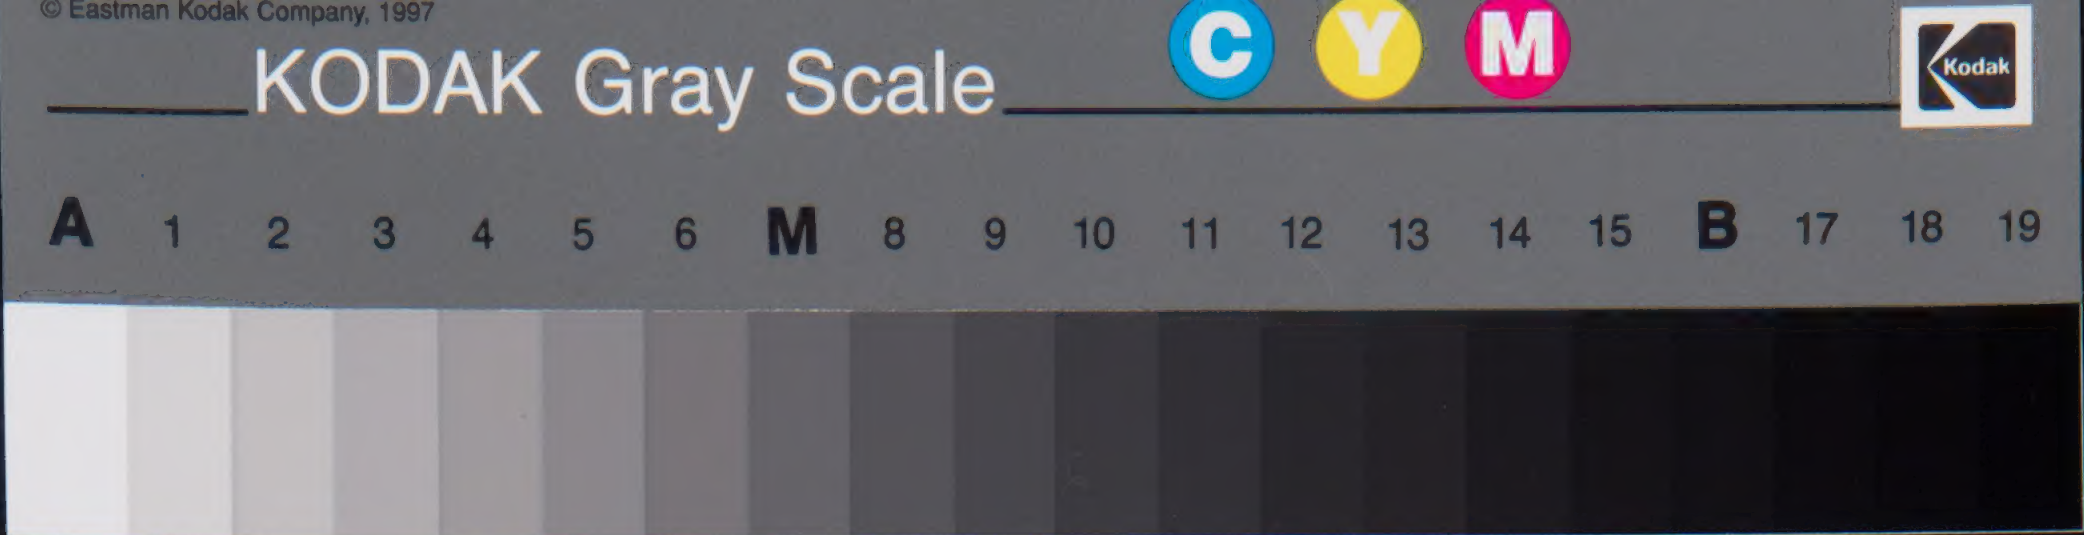 © Eastman Kodak Company, 1997
KODAK Gray Scale
C Y M
Kodak
A 1 2 3 4 5 6 M 8 9 10 11 12 13 14 15 B 17 18 19